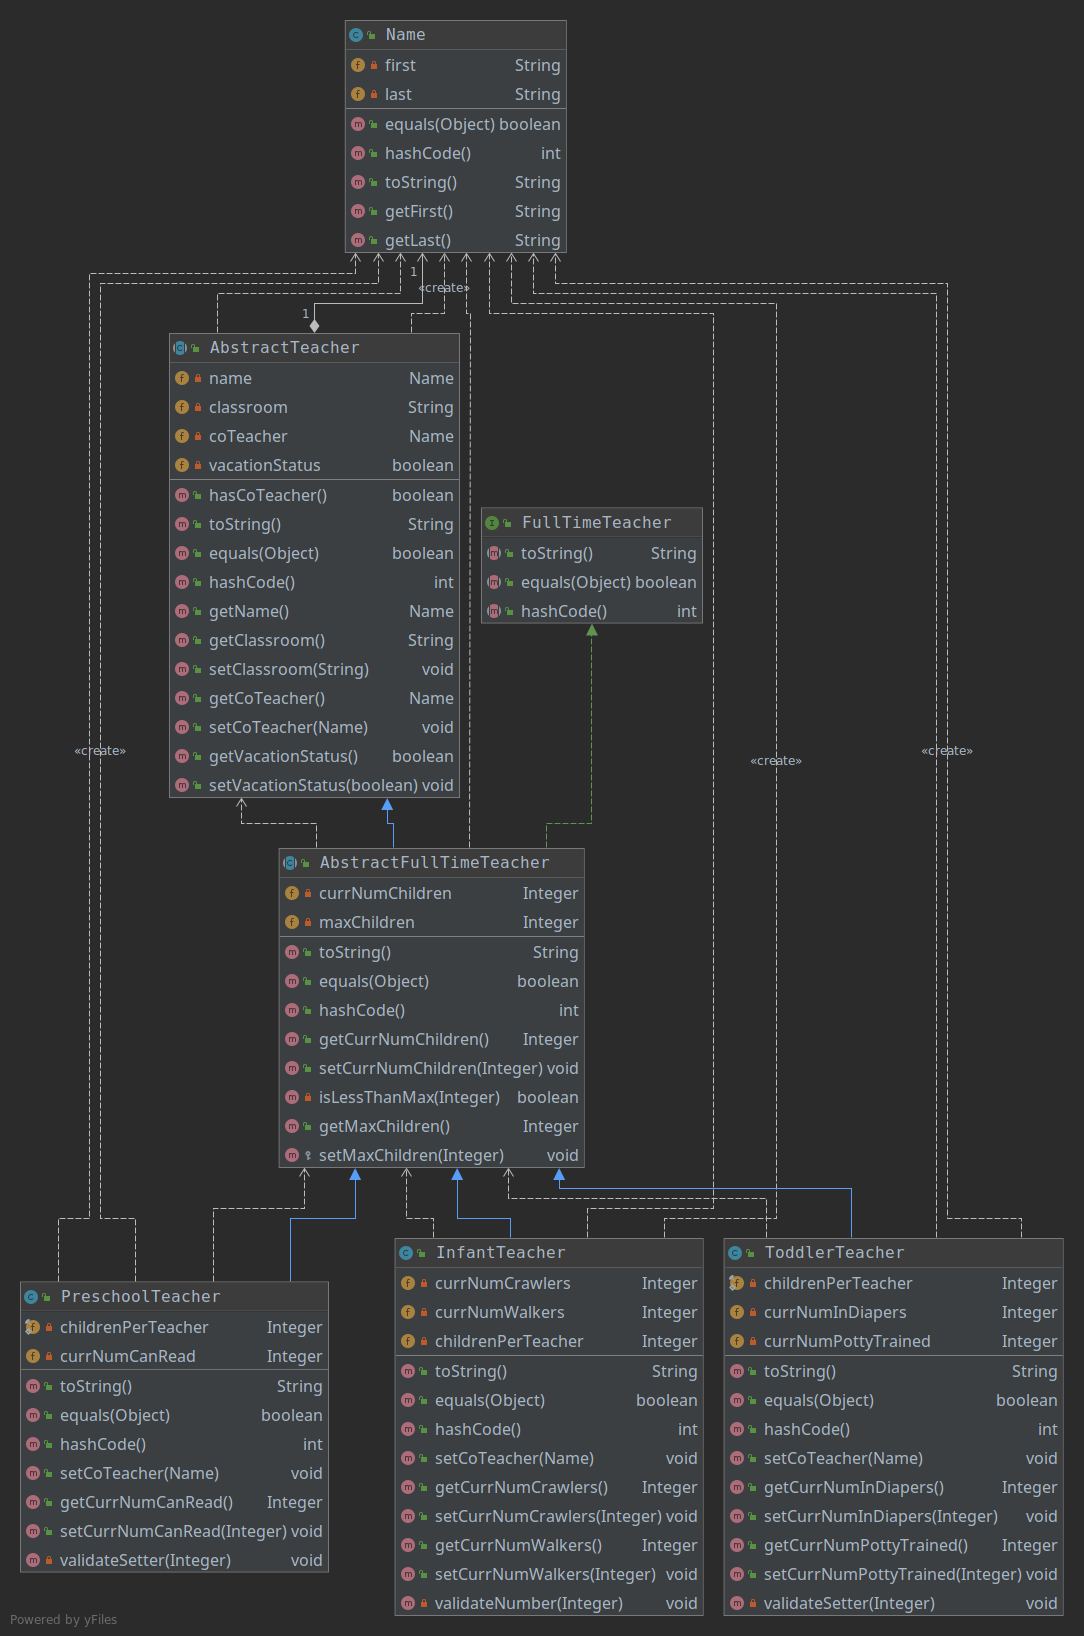 Name
first String
last String
equals(Object) boolean
hashCode() int
toString() String
getFirst() String
getLast() String
1
«create»
1
AbstractTeacher
name Name
classroom String
coTeacher Name
vacationStatus boolean
hasCoTeacher() boolean
toString() String
equals(Object) boolean
hashCode() int
getName() Name
getClassroom() String
setClassroom(String) void
getCoTeacher() Name
setCoTeacher(Name) void
getVacationStatus() boolean
setVacationStatus(boolean) void
FullTimeTeacher
toString() String
equals(Object) boolean
hashCode() int
«create»
«create»
«create»
AbstractFullTimeTeacher
currNumChildren Integer
maxChildren Integer
toString() String
equals(Object) boolean
hashCode() int
getCurrNumChildren() Integer
setCurrNumChildren(Integer) void
isLessThanMax(Integer) boolean
getMaxChildren() Integer
setMaxChildren(Integer) void
PreschoolTeacher
childrenPerTeacher Integer
currNumCanRead Integer
toString() String
equals(Object) boolean
hashCode() int
setCoTeacher(Name) void
getCurrNumCanRead() Integer
setCurrNumCanRead(Integer) void
validateSetter(Integer) void
InfantTeacher
currNumCrawlers Integer
currNumWalkers Integer
childrenPerTeacher Integer
toString() String
equals(Object) boolean
hashCode() int
setCoTeacher(Name) void
getCurrNumCrawlers() Integer
setCurrNumCrawlers(Integer) void
getCurrNumWalkers() Integer
setCurrNumWalkers(Integer) void
validateNumber(Integer) void
ToddlerTeacher
childrenPerTeacher Integer
currNumInDiapers Integer
currNumPottyTrained Integer
toString() String
equals(Object) boolean
hashCode() int
setCoTeacher(Name) void
getCurrNumInDiapers() Integer
setCurrNumInDiapers(Integer) void
getCurrNumPottyTrained() Integer
setCurrNumPottyTrained(Integer) void
validateSetter(Integer) void
Powered by yFiles